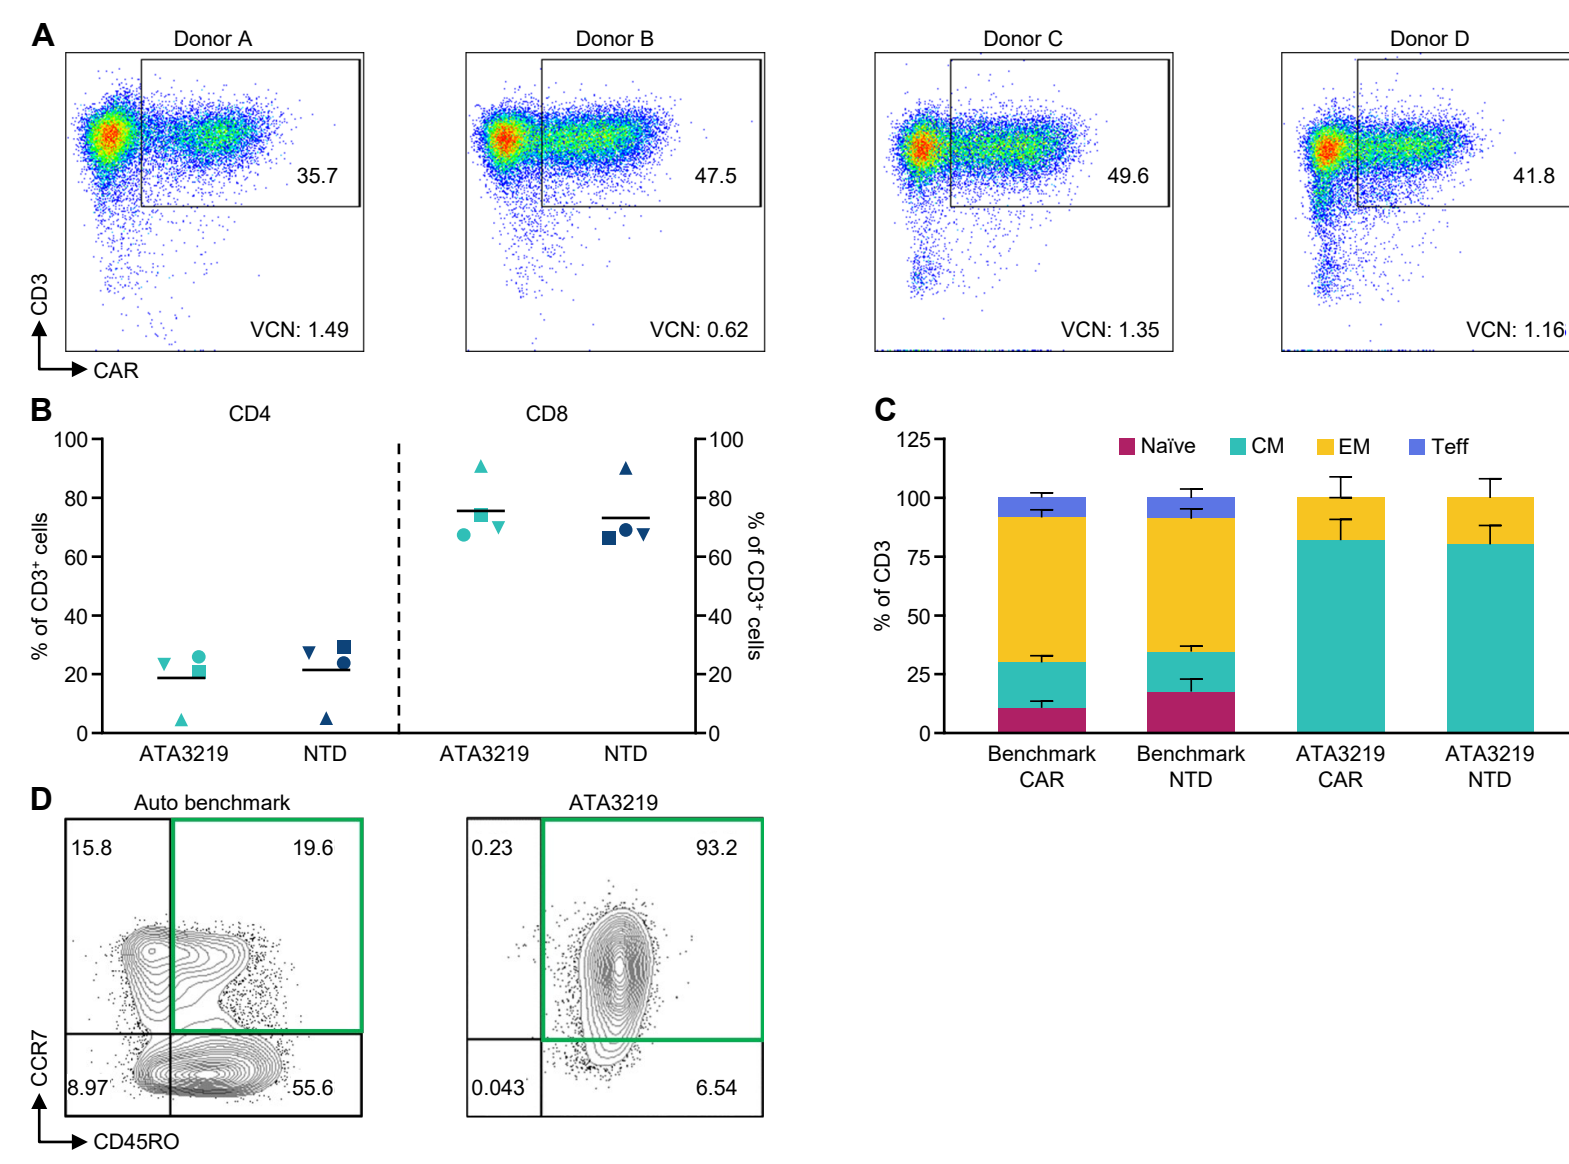 A
Donor A
Donor B
Donor C
Donor D
35.7
47.5
49.6
41.8
VCN: 1.49
VCN: 0.62
VCN: 1.35
VCN: 1.16
CD3
CAR
B
CD4
CD8
% of CD3+ cells
100
80
60
40
20
0
100
80
60
40
20
0
% of CD3+ cells
ATA3219
NTD
ATA3219
NTD
C
Naïve
CM
EM
Teff
% of CD3
125
100
75
50
25
0
Benchmark
CAR
Benchmark
NTD
ATA3219
CAR
ATA3219
NTD
D
Auto benchmark
ATA3219
15.8
19.6
0.23
93.2
8.97
55.6
0.043
6.54
CCR7
CD45RO